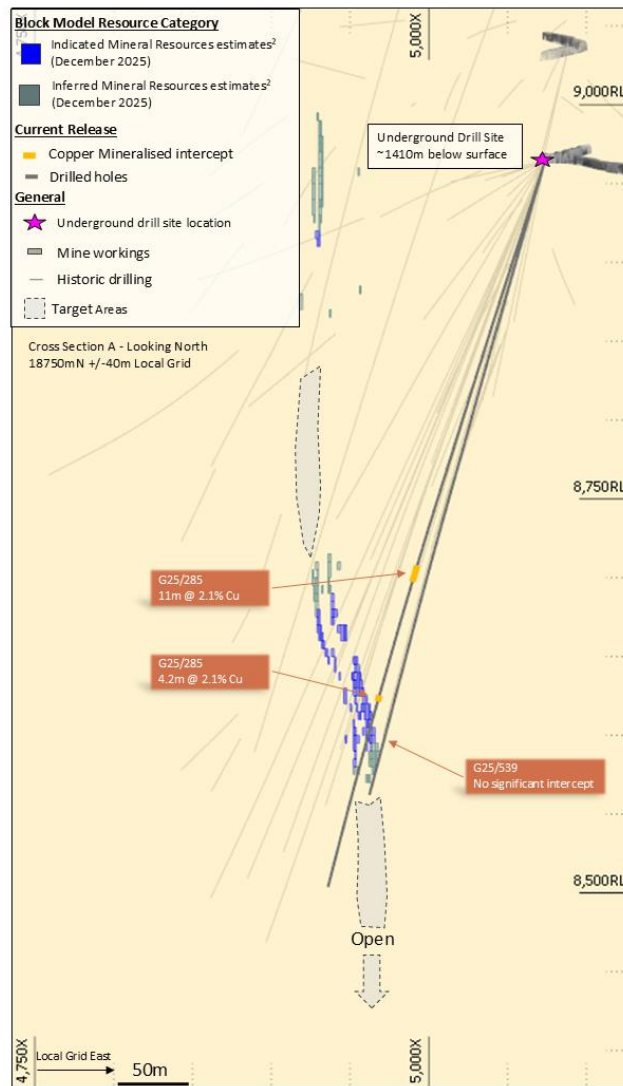 Block Model Resource Category
Indicated Mineral Resources estimates²
(December 2025)
Inferred Mineral Resources estimates²
(December 2025)
Current Release
Copper Mineralised intercept
Drilled holes
General
Underground drill site location
Mine workings
Historic drilling
Target Areas
5,000X
9,000RL
Underground Drill Site
~1410m below surface
Cross Section A - Looking North
18750mN +/-40m Local Grid
8,750RL
G25/285
11m @ 2.1% Cu
G25/285
4.2m @ 2.1% Cu
G25/539
No significant intercept
8,500RL
Open
4,750X
Local Grid East
50m
5,000X